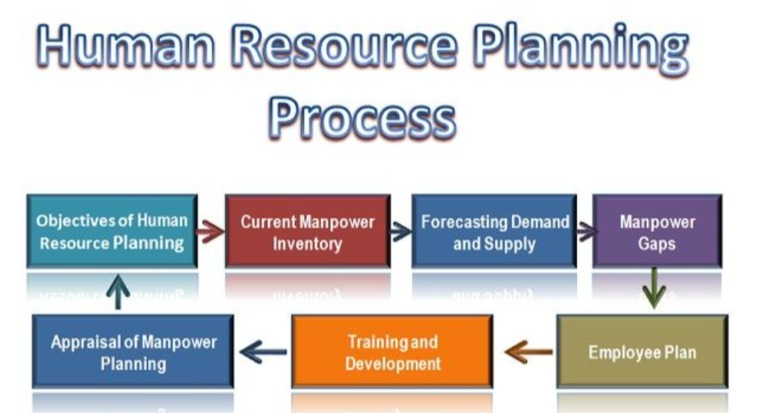 Human Resource Planning
Process
Objectives of Human
Resource Planning
Current Manpower
Inventory
Forecasting Demand
and Supply
Manpower
Gaps
Appraisal of Manpower
Planning
Training and
Development
Employee Plan